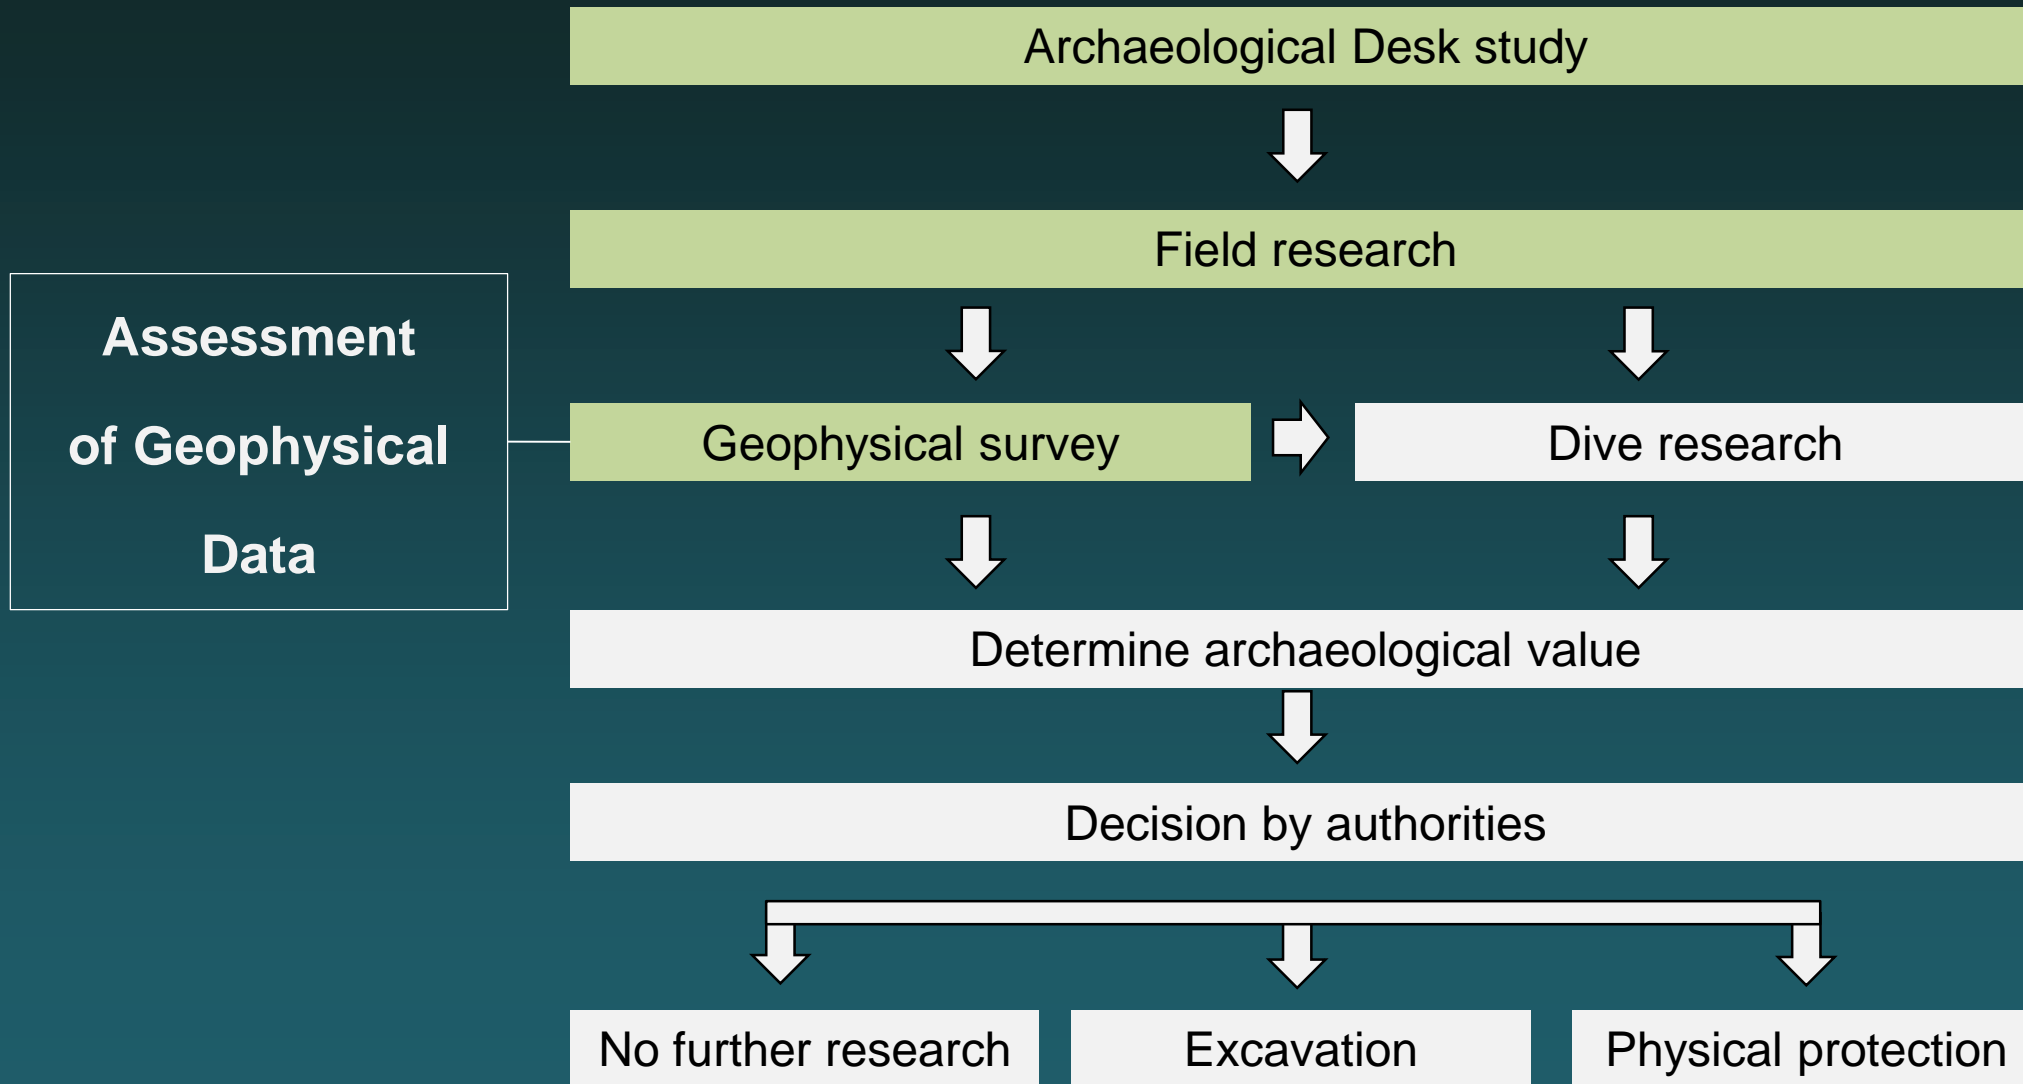 Archaeological Desk study
Field research
Assessment
of Geophysical
Data
Geophysical survey
Dive research
Determine archaeological value
Decision by authorities
No further research
Excavation
Physical protection